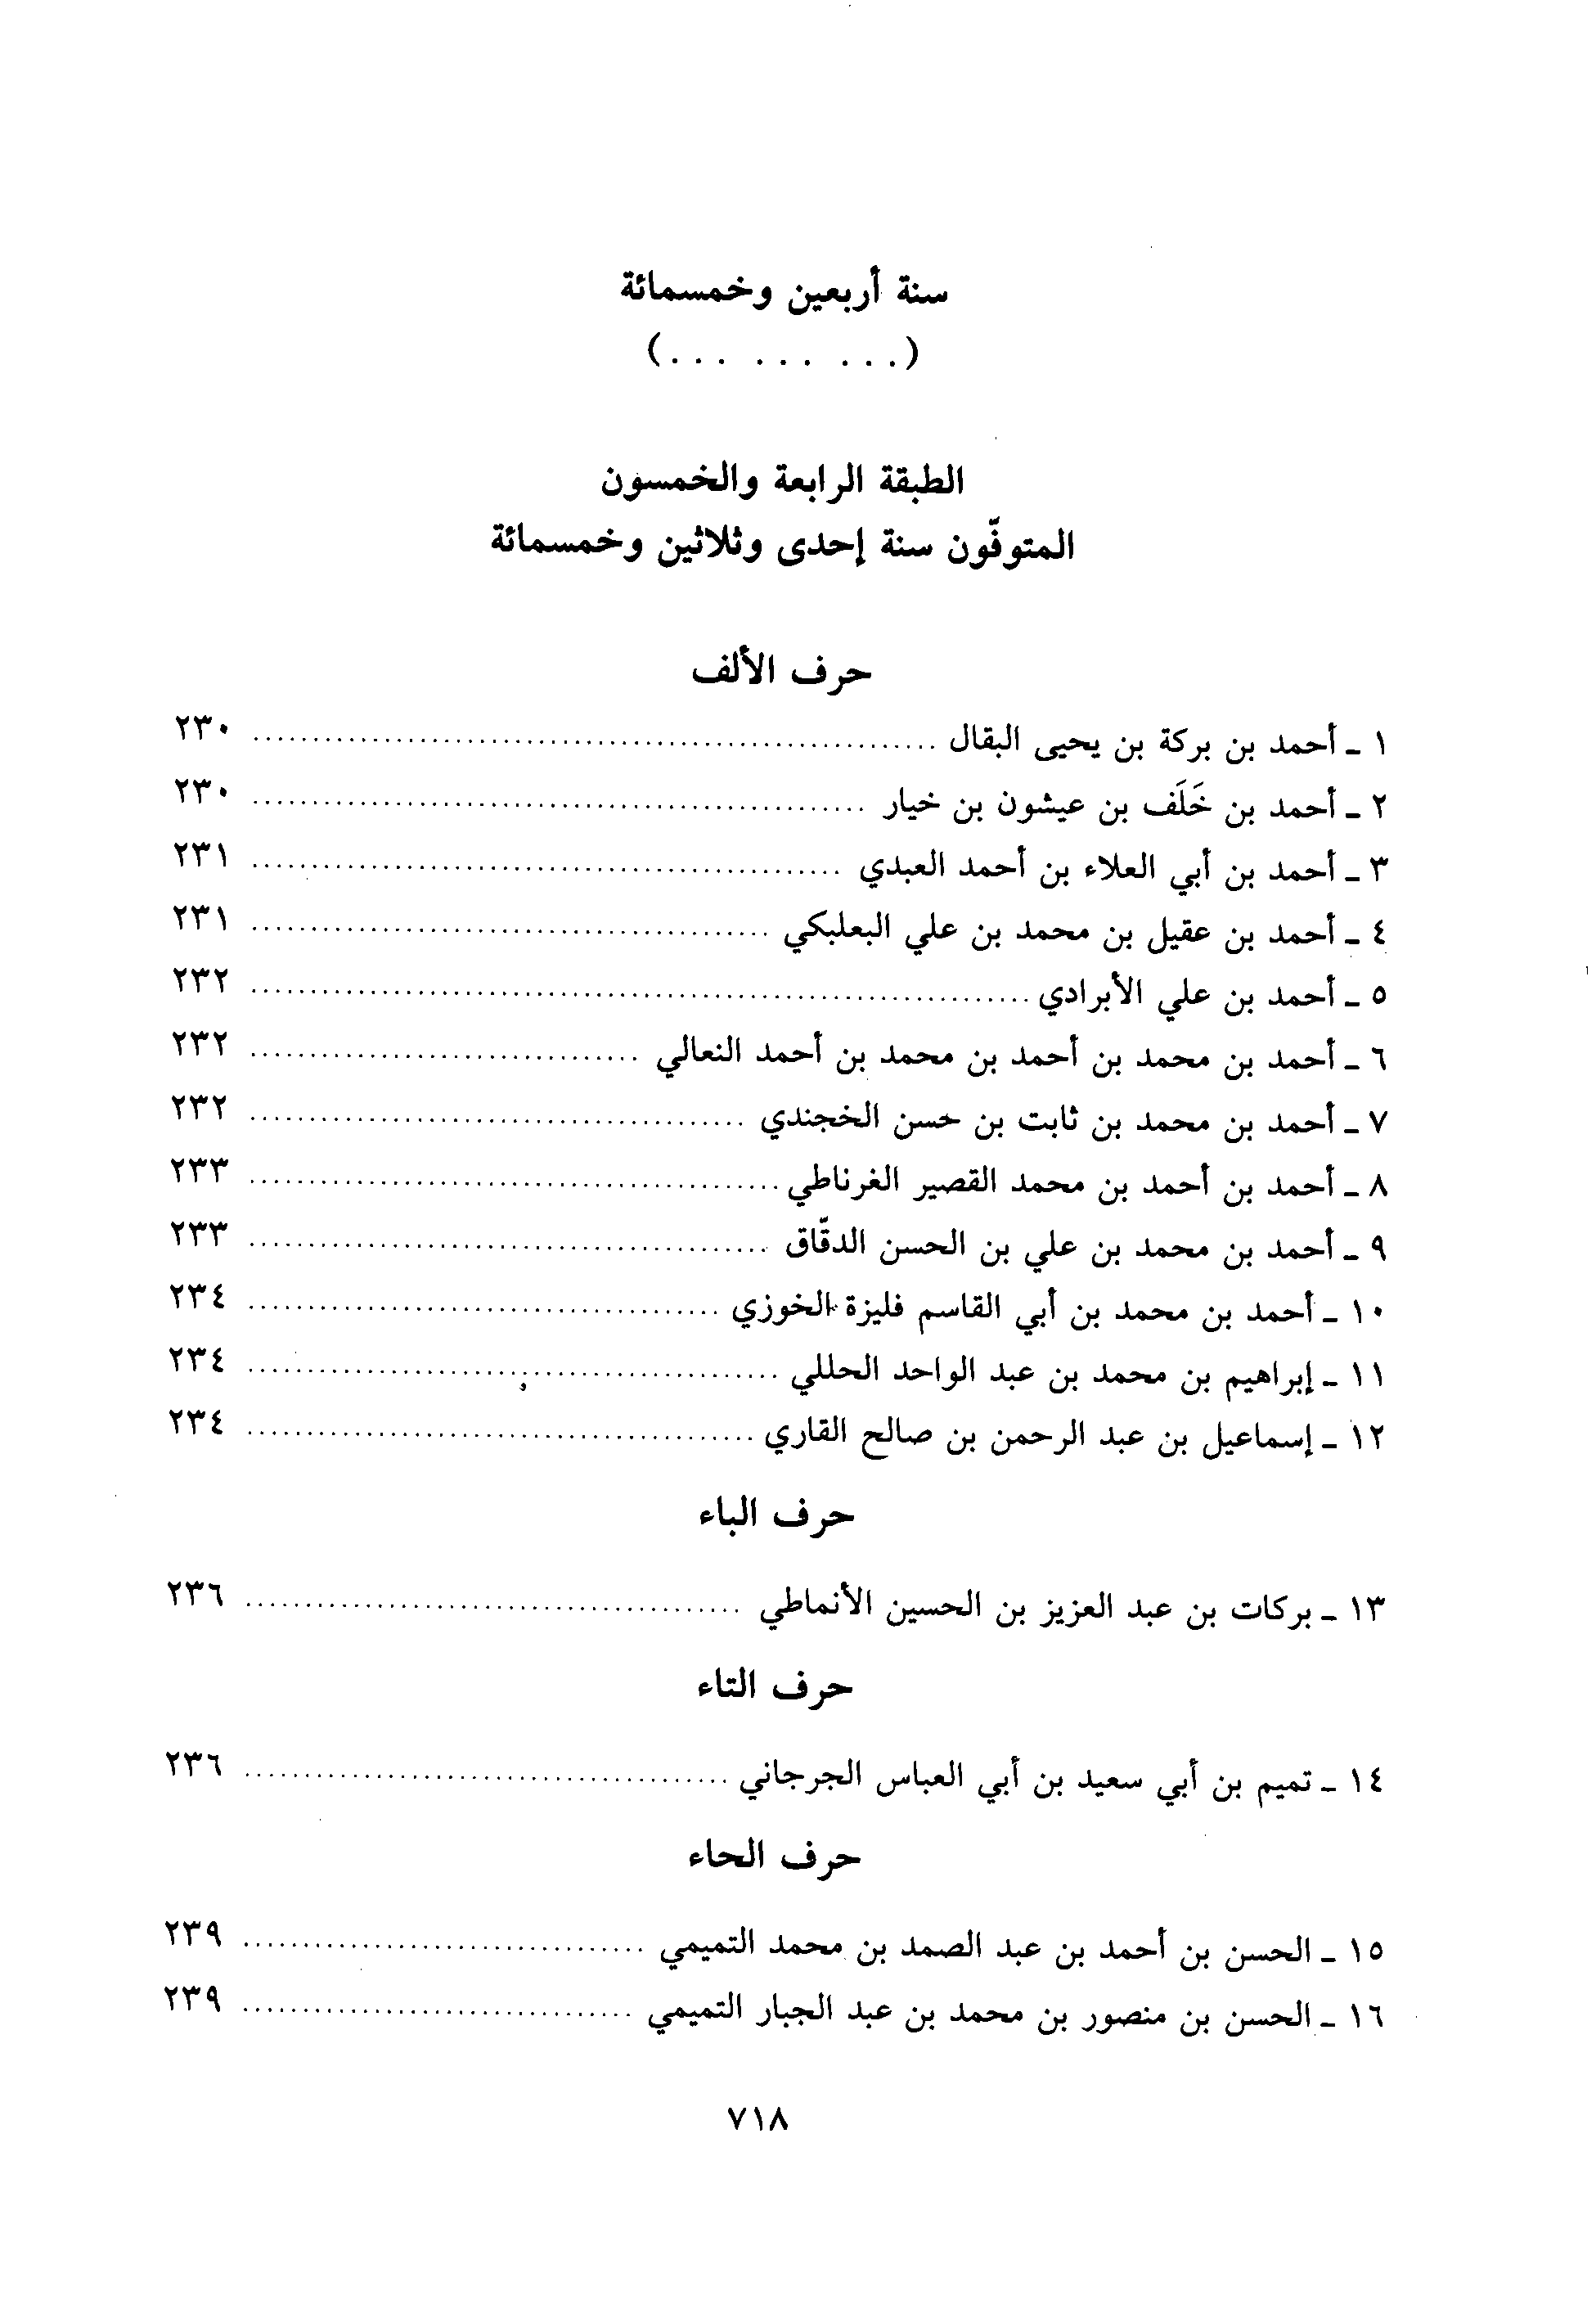 سنة أربعين وخمسمائة
(... ... ...)
الطبقة الرابعة والخمسون
المتوفّون سنة إحدى وثلاثين وخمسمائة
حرف الألف
١ ـ أحمد بن بركة بن يحيى البقال ........................ ٢٣٠
٢ ـ أحمد بن خَلَف بن عيشون بن خيار ........................ ٢٣٠
٣ ـ أحمد بن أبي العلاء بن أحمد العبدي ........................ ٢٣١
٤ ـ أحمد بن عقيل بن محمد بن علي البعلبكي ........................ ٢٣١
٥ ـ أحمد بن علي الأبرادي ........................ ٢٣٢
٦ ـ أحمد بن محمد بن أحمد بن محمد بن أحمد النعالي ........................ ٢٣٢
٧ ـ أحمد بن محمد بن ثابت بن حسن الخجندي ........................ ٢٣٢
٨ ـ أحمد بن أحمد بن محمد القصير الغرناطي ........................ ٢٣٣
٩ ـ أحمد بن محمد بن علي بن الحسن الدقّاق ........................ ٢٣٣
١٠ ـ أحمد بن محمد بن أبي القاسم فليزة الخوزي ........................ ٢٣٤
١١ ـ إبراهيم بن محمد بن عبد الواحد الحللي ........................ ٢٣٤
١٢ ـ إسماعيل بن عبد الرحمن بن صالح القاري ........................ ٢٣٤
حرف الباء
١٣ ـ بركات بن عبد العزيز بن الحسين الأنماطي ........................ ٢٣٦
حرف التاء
١٤ ـ تميم بن أبي سعيد بن أبي العباس الجرجاني ........................ ٢٣٦
حرف الحاء
١٥ ـ الحسن بن أحمد بن عبد الصمد بن محمد التميمي ........................ ٢٣٩
١٦ ـ الحسن بن منصور بن محمد بن عبد الجبار التميمي ........................ ٢٣٩
٧١٨